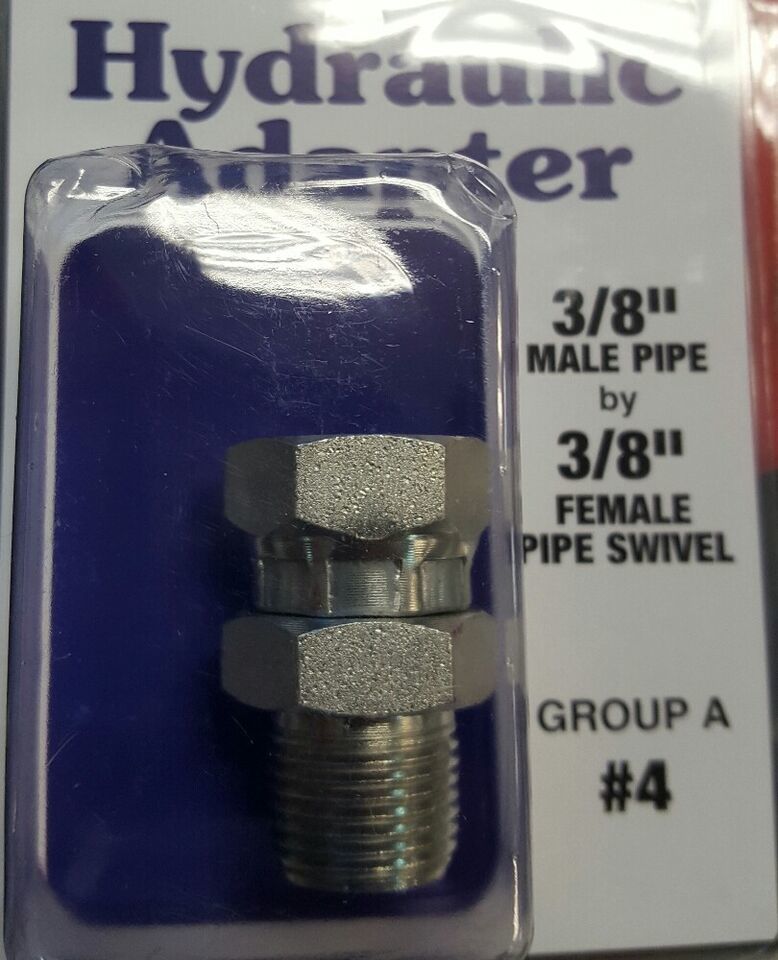 Hydraulic
Adapter
3/8"
MALE PIPE
by
3/8"
FEMALE
PIPE SWIVEL
GROUP A
#4